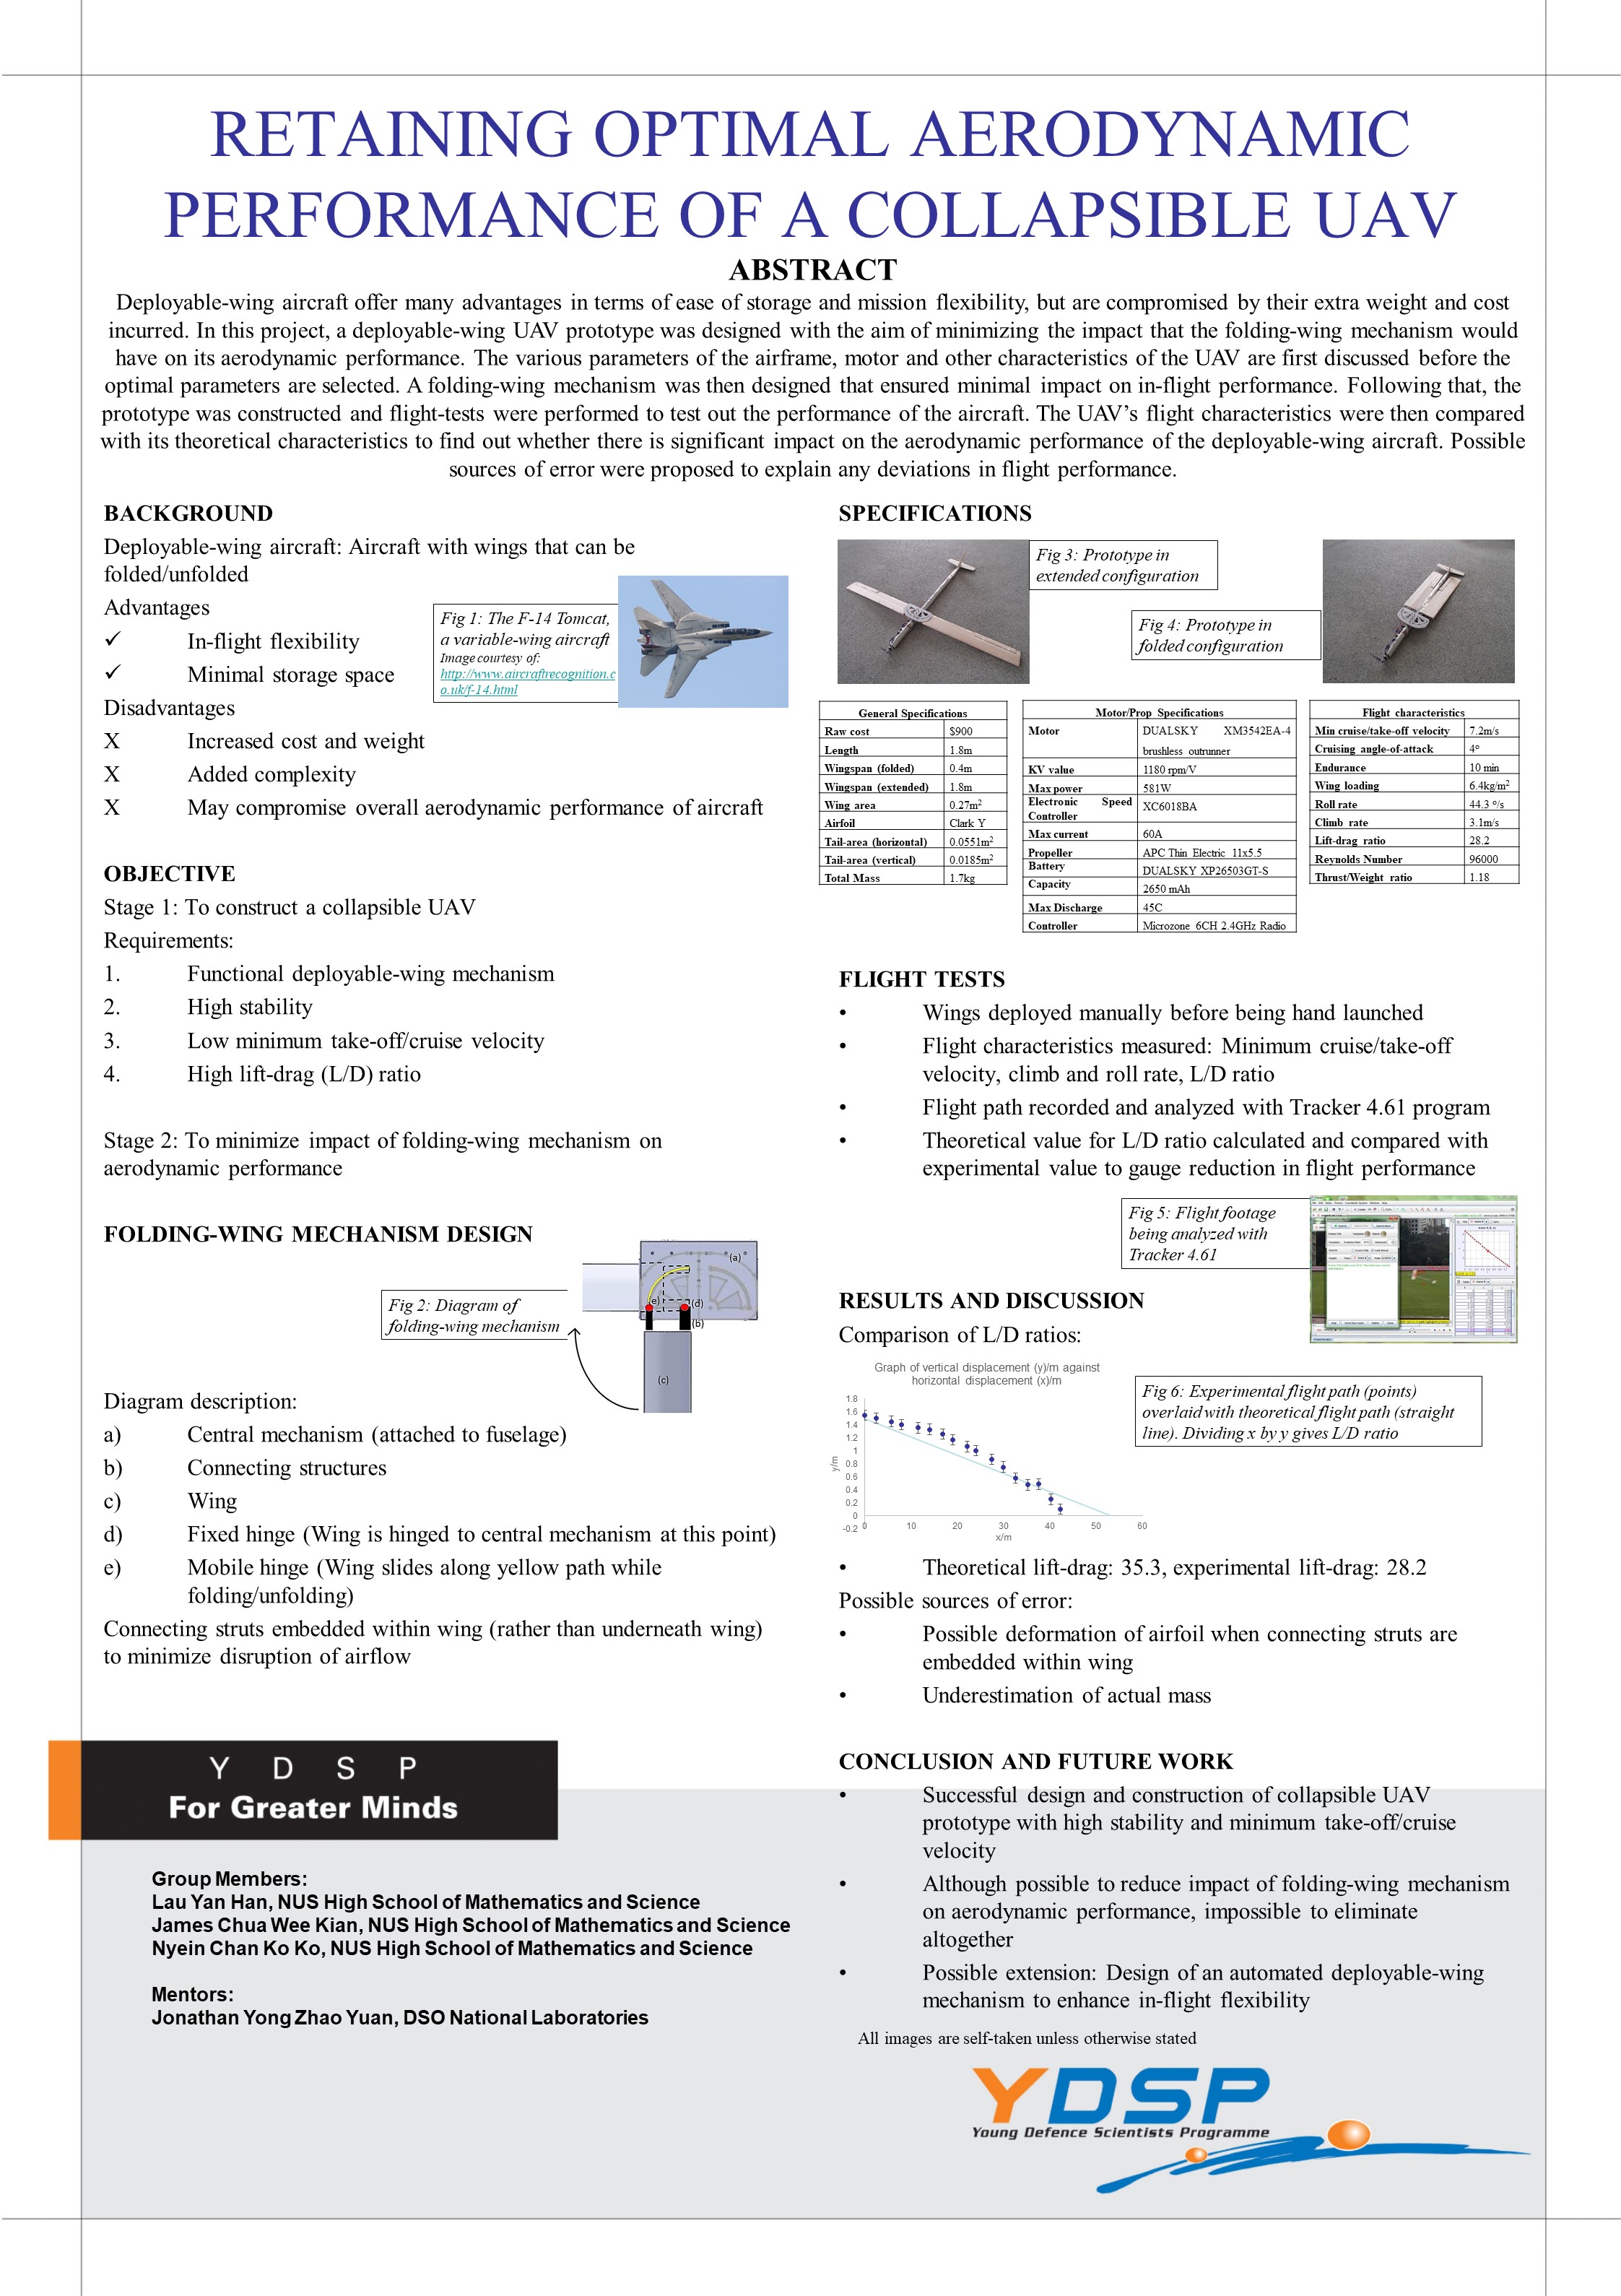 RETAINING OPTIMAL AERODYNAMIC
PERFORMANCE OF A COLLAPSIBLE UAV
ABSTRACT
Deployable-wing aircraft offer many advantages in terms of ease of storage and mission flexibility, but are compromised by their extra weight and cost
incurred. In this project, a deployable-wing UAV prototype was designed with the aim of minimizing the impact that the folding-wing mechanism would
have on its aerodynamic performance. The various parameters of the airframe, motor and other characteristics of the UAV are first discussed before the
optimal parameters are selected. A folding-wing mechanism was then designed that ensured minimal impact on in-flight performance. Following that, the
prototype was constructed and flight-tests were performed to test out the performance of the aircraft. The UAV's flight characteristics were then compared
with its theoretical characteristics to find out whether there is significant impact on the aerodynamic performance of the deployable-wing aircraft. Possible
sources of error were proposed to explain any deviations in flight performance.
BACKGROUND
Deployable-wing aircraft: Aircraft with wings that can be
folded/unfolded
Advantages
✓ In-flight flexibility
✓ Minimal storage space
Disadvantages
X Increased cost and weight
X Added complexity
X May compromise overall aerodynamic performance of aircraft
Fig 1: The F-14 Tomcat,
a variable-wing aircraft
Image courtesy of:
http://www.aircraftrecognition.c
o.uk/f-14.html
OBJECTIVE
Stage 1: To construct a collapsible UAV
Requirements:
1. Functional deployable-wing mechanism
2. High stability
3. Low minimum take-off/cruise velocity
4. High lift-drag (L/D) ratio
Stage 2: To minimize impact of folding-wing mechanism on
aerodynamic performance
FOLDING-WING MECHANISM DESIGN
Fig 2: Diagram of
folding-wing mechanism
(a)
(e)
(d)
(b)
(c)
Diagram description:
a) Central mechanism (attached to fuselage)
b) Connecting structures
c) Wing
d) Fixed hinge (Wing is hinged to central mechanism at this point)
e) Mobile hinge (Wing slides along yellow path while
folding/unfolding)
Connecting struts embedded within wing (rather than underneath wing)
to minimize disruption of airflow
Y D S P
For Greater Minds
Group Members:
Lau Yan Han, NUS High School of Mathematics and Science
James Chua Wee Kian, NUS High School of Mathematics and Science
Nyein Chan Ko Ko, NUS High School of Mathematics and Science
Mentors:
Jonathan Yong Zhao Yuan, DSO National Laboratories
SPECIFICATIONS
Fig 3: Prototype in
extended configuration
Fig 4: Prototype in
folded configuration
General Specifications
Raw cost $900
Length 1.8m
Wingspan (folded) 0.4m
Wingspan (extended) 1.8m
Wing area 0.27m²
Airfoil Clark Y
Tail-area (horizontal) 0.0551m²
Tail-area (vertical) 0.0185m²
Total Mass 1.7kg
Motor/Prop Specifications
Motor DUALSKY XM3542EA-4
brushless outrunner
KV value 1180 rpm/V
Max power 581W
Electronic Speed
Controller XC6018BA
Max current 60A
Propeller APC Thin Electric 11x5.5
Battery DUALSKY XP26503GT-S
Capacity 2650 mAh
Max Discharge 45C
Controller Microzone 6CH 2.4GHz Radio
Flight characteristics
Min cruise/take-off velocity 7.2m/s
Cruising angle-of-attack 4°
Endurance 10 min
Wing loading 6.4kg/m²
Roll rate 44.3 °/s
Climb rate 3.1m/s
Lift-drag ratio 28.2
Reynolds Number 96000
Thrust/Weight ratio 1.18
FLIGHT TESTS
• Wings deployed manually before being hand launched
• Flight characteristics measured: Minimum cruise/take-off
velocity, climb and roll rate, L/D ratio
• Flight path recorded and analyzed with Tracker 4.61 program
• Theoretical value for L/D ratio calculated and compared with
experimental value to gauge reduction in flight performance
Fig 5: Flight footage
being analyzed with
Tracker 4.61
RESULTS AND DISCUSSION
Comparison of L/D ratios:
Graph of vertical displacement (y)/m against
horizontal displacement (x)/m
y/m
1.8
1.6
1.4
1.2
1
0.8
0.6
0.4
0.2
0
-0.2
0 10 20 30 40 50 60
x/m
Fig 6: Experimental flight path (points)
overlaid with theoretical flight path (straight
line). Dividing x by y gives L/D ratio
• Theoretical lift-drag: 35.3, experimental lift-drag: 28.2
Possible sources of error:
• Possible deformation of airfoil when connecting struts are
embedded within wing
• Underestimation of actual mass
CONCLUSION AND FUTURE WORK
• Successful design and construction of collapsible UAV
prototype with high stability and minimum take-off/cruise
velocity
• Although possible to reduce impact of folding-wing mechanism
on aerodynamic performance, impossible to eliminate
altogether
• Possible extension: Design of an automated deployable-wing
mechanism to enhance in-flight flexibility
All images are self-taken unless otherwise stated
YDSP
Young Defence Scientists Programme